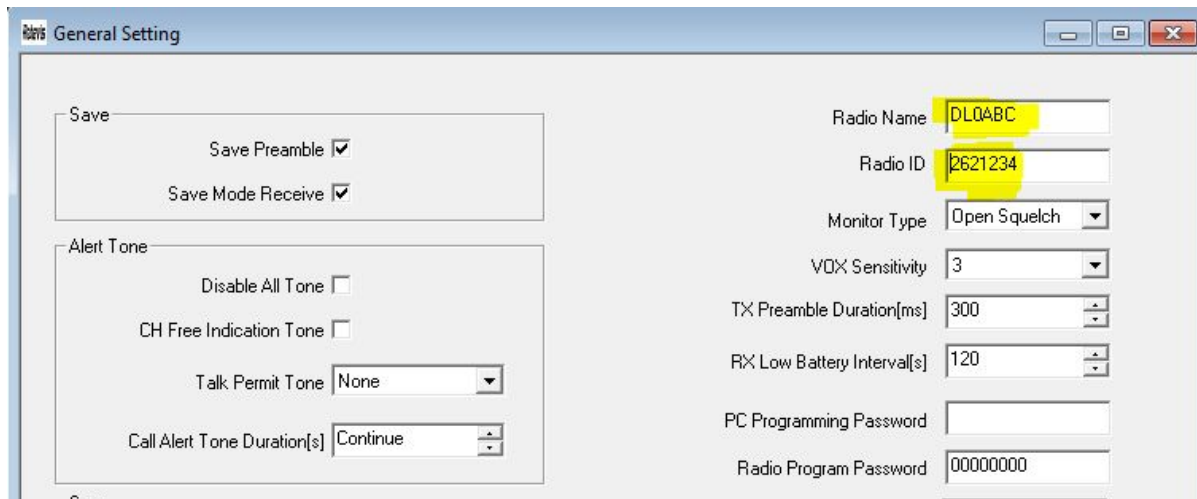 Retevis General Setting
Save
Save Preamble
Save Mode Receive
Alert Tone
Disable All Tone
CH Free Indication Tone
Talk Permit Tone None
Call Alert Tone Duration[s] Continue
Radio Name DL0ABC
Radio ID 2621234
Monitor Type Open Squelch
VOX Sensitivity 3
TX Preamble Duration[ms] 300
RX Low Battery Interval[s] 120
PC Programming Password
Radio Program Password 00000000